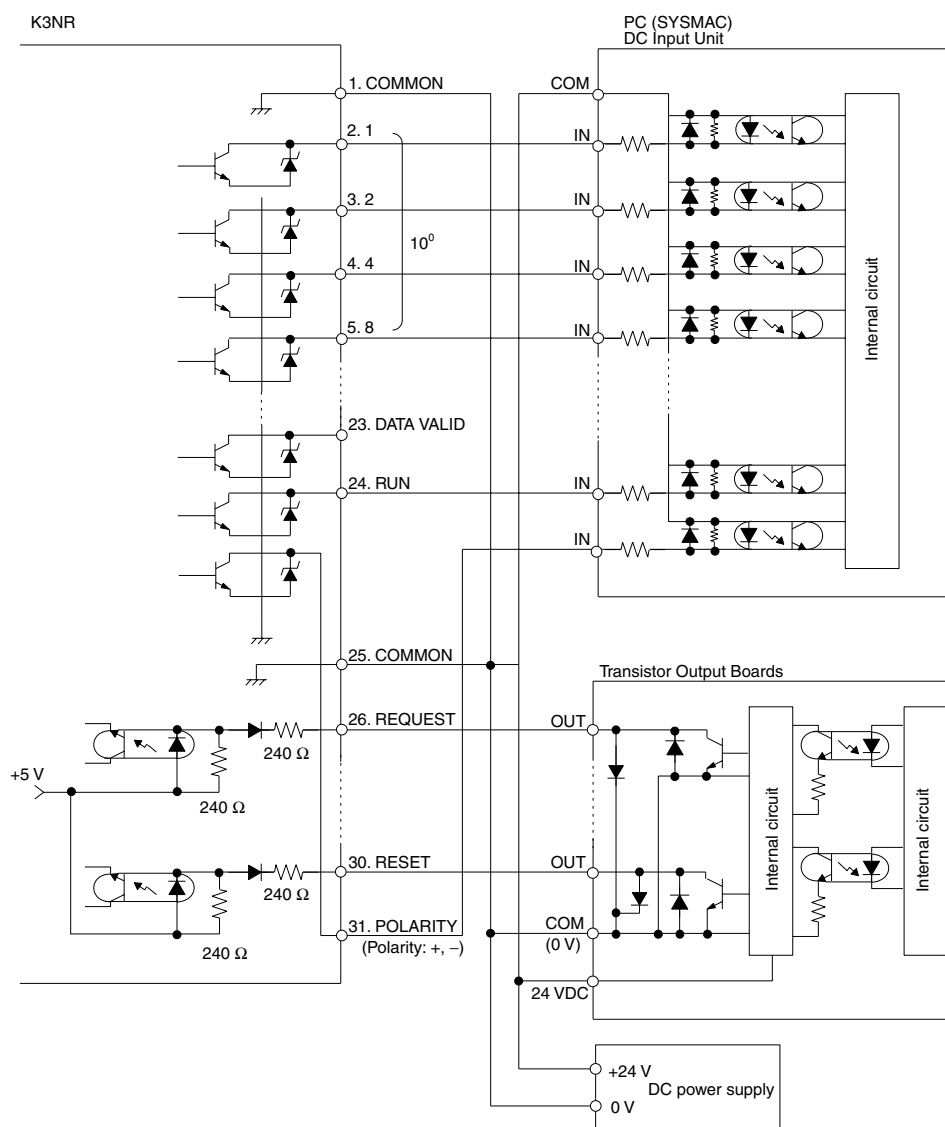 K3NR
PC (SYSMAC)
DC Input Unit
1. COMMON
COM
2. 1
IN
3. 2
IN
10⁰
4. 4
IN
5. 8
IN
Internal circuit
23. DATA VALID
24. RUN
IN
IN
25. COMMON
Transistor Output Boards
26. REQUEST
OUT
240 Ω
+5 V
240 Ω
Internal circuit
Internal circuit
30. RESET
OUT
240 Ω
31. POLARITY
(Polarity: +, –)
COM
(0 V)
240 Ω
24 VDC
+24 V
DC power supply
0 V